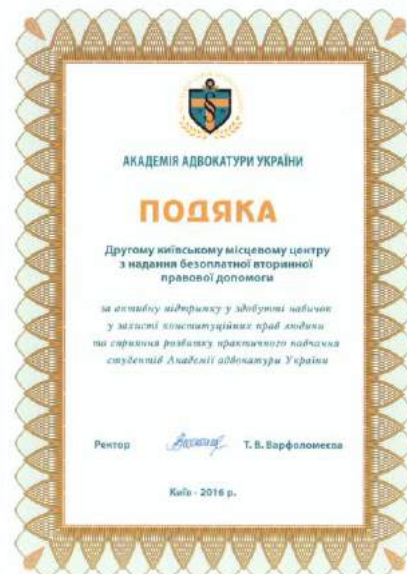 АКАДЕМІЯ АДВОКАТУРИ УКРАЇНИ
ПОДЯКА
Другому київському місцевому центру
з надання безоплатної вторинної
правової допомоги
за активну підтримку у здобутті навичок
у захисті конституційних прав людини
та сприяння розвитку практичного навчання
студентів Академії адвокатури України
Ректор Т. В. Варфоломеєва
Київ - 2016 р.